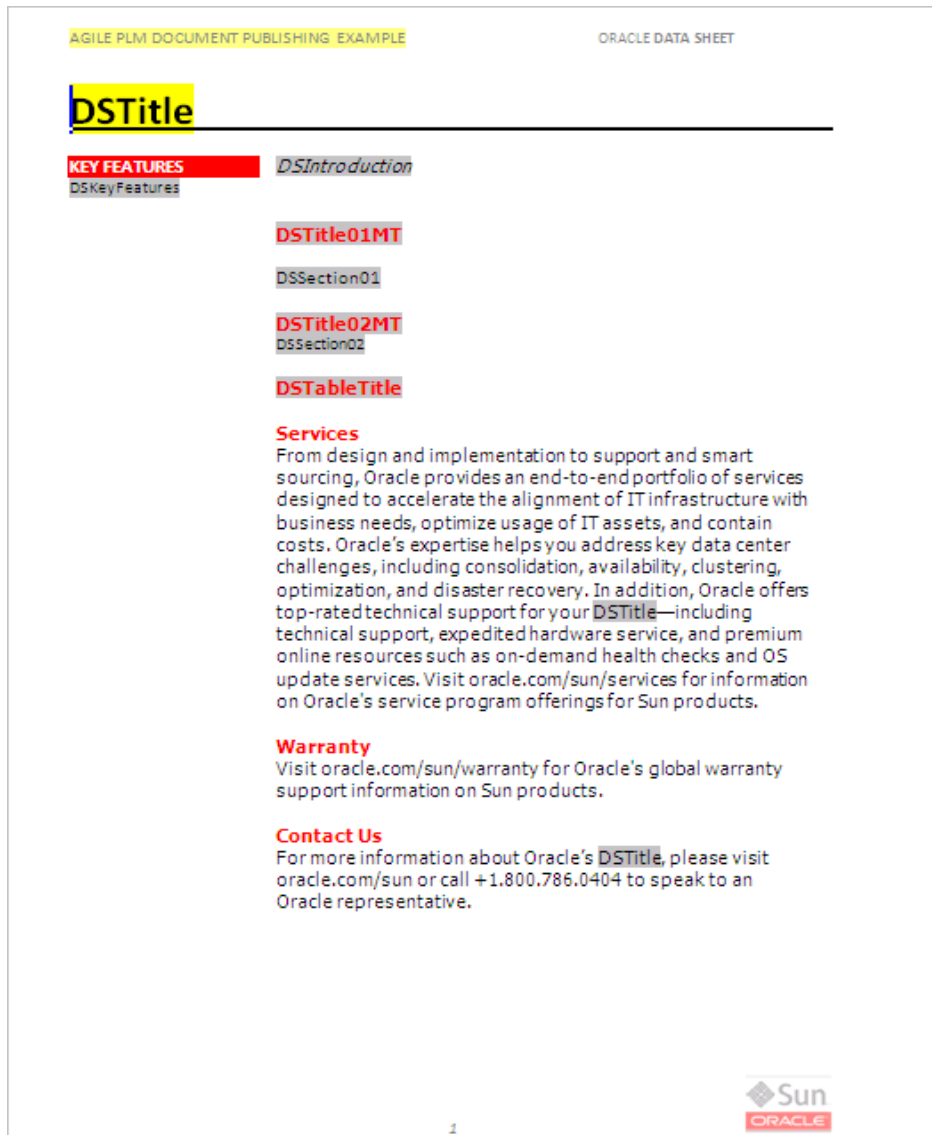 AGILE PLM DOCUMENT PUBLISHING EXAMPLE
ORACLE DATA SHEET
DSTitle
KEY FEATURES
DSKeyFeatures
DSIntroduction
DSTitle01MT
DSSection01
DSTitle02MT
DSSection02
DSTableTitle
Services
From design and implementation to support and smart
sourcing, Oracle provides an end-to-end portfolio of services
designed to accelerate the alignment of IT infrastructure with
business needs, optimize usage of IT assets, and contain
costs. Oracle’s expertise helps you address key data center
challenges, including consolidation, availability, clustering,
optimization, and disaster recovery. In addition, Oracle offers
top-rated technical support for your DSTitle—including
technical support, expedited hardware service, and premium
online resources such as on-demand health checks and OS
update services. Visit oracle.com/sun/services for information
on Oracle's service program offerings for Sun products.
Warranty
Visit oracle.com/sun/warranty for Oracle's global warranty
support information on Sun products.
Contact Us
For more information about Oracle’s DSTitle, please visit
oracle.com/sun or call +1.800.786.0404 to speak to an
Oracle representative.
Sun
ORACLE
1